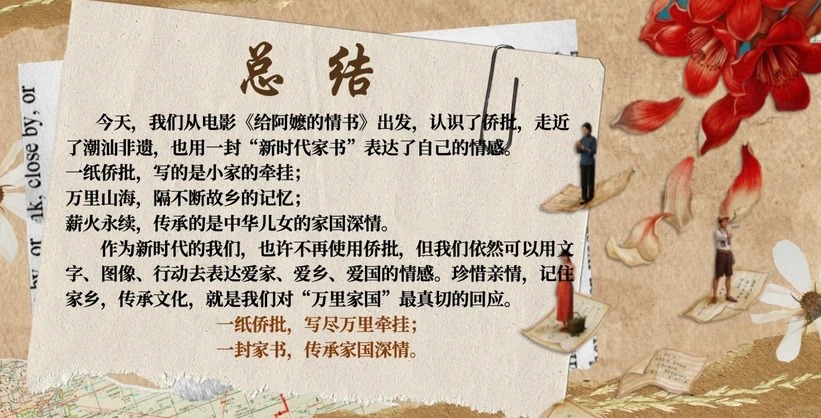 总 结
今天，我们从电影《给阿嬷的情书》出发，认识了侨批，走近
了潮汕非遗，也用一封“新时代家书”表达了自己的情感。
一纸侨批，写的是小家的牵挂；
万里山海，隔不断故乡的记忆；
薪火永续，传承的是中华儿女的家国深情。
作为新时代的我们，也许不再使用侨批，但我们依然可以用文
字、图像、行动去表达爱家、爱乡、爱国的情感。珍惜亲情，记住
家乡，传承文化，就是我们对“万里家国”最真切的回应。
一纸侨批，写尽万里牵挂；
一封家书，传承家国深情。
close by, or